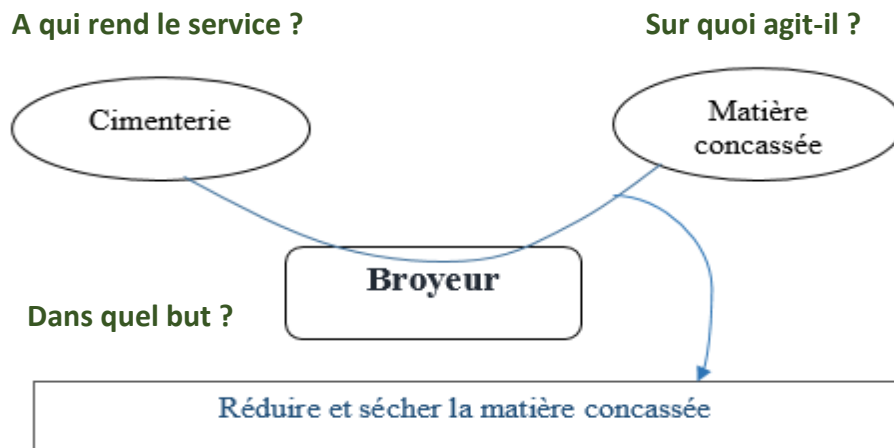 A qui rend le service ?
Sur quoi agit-il ?
Cimenterie
Matière
concassée
Broyeur
Dans quel but ?
Réduire et sécher la matière concassée